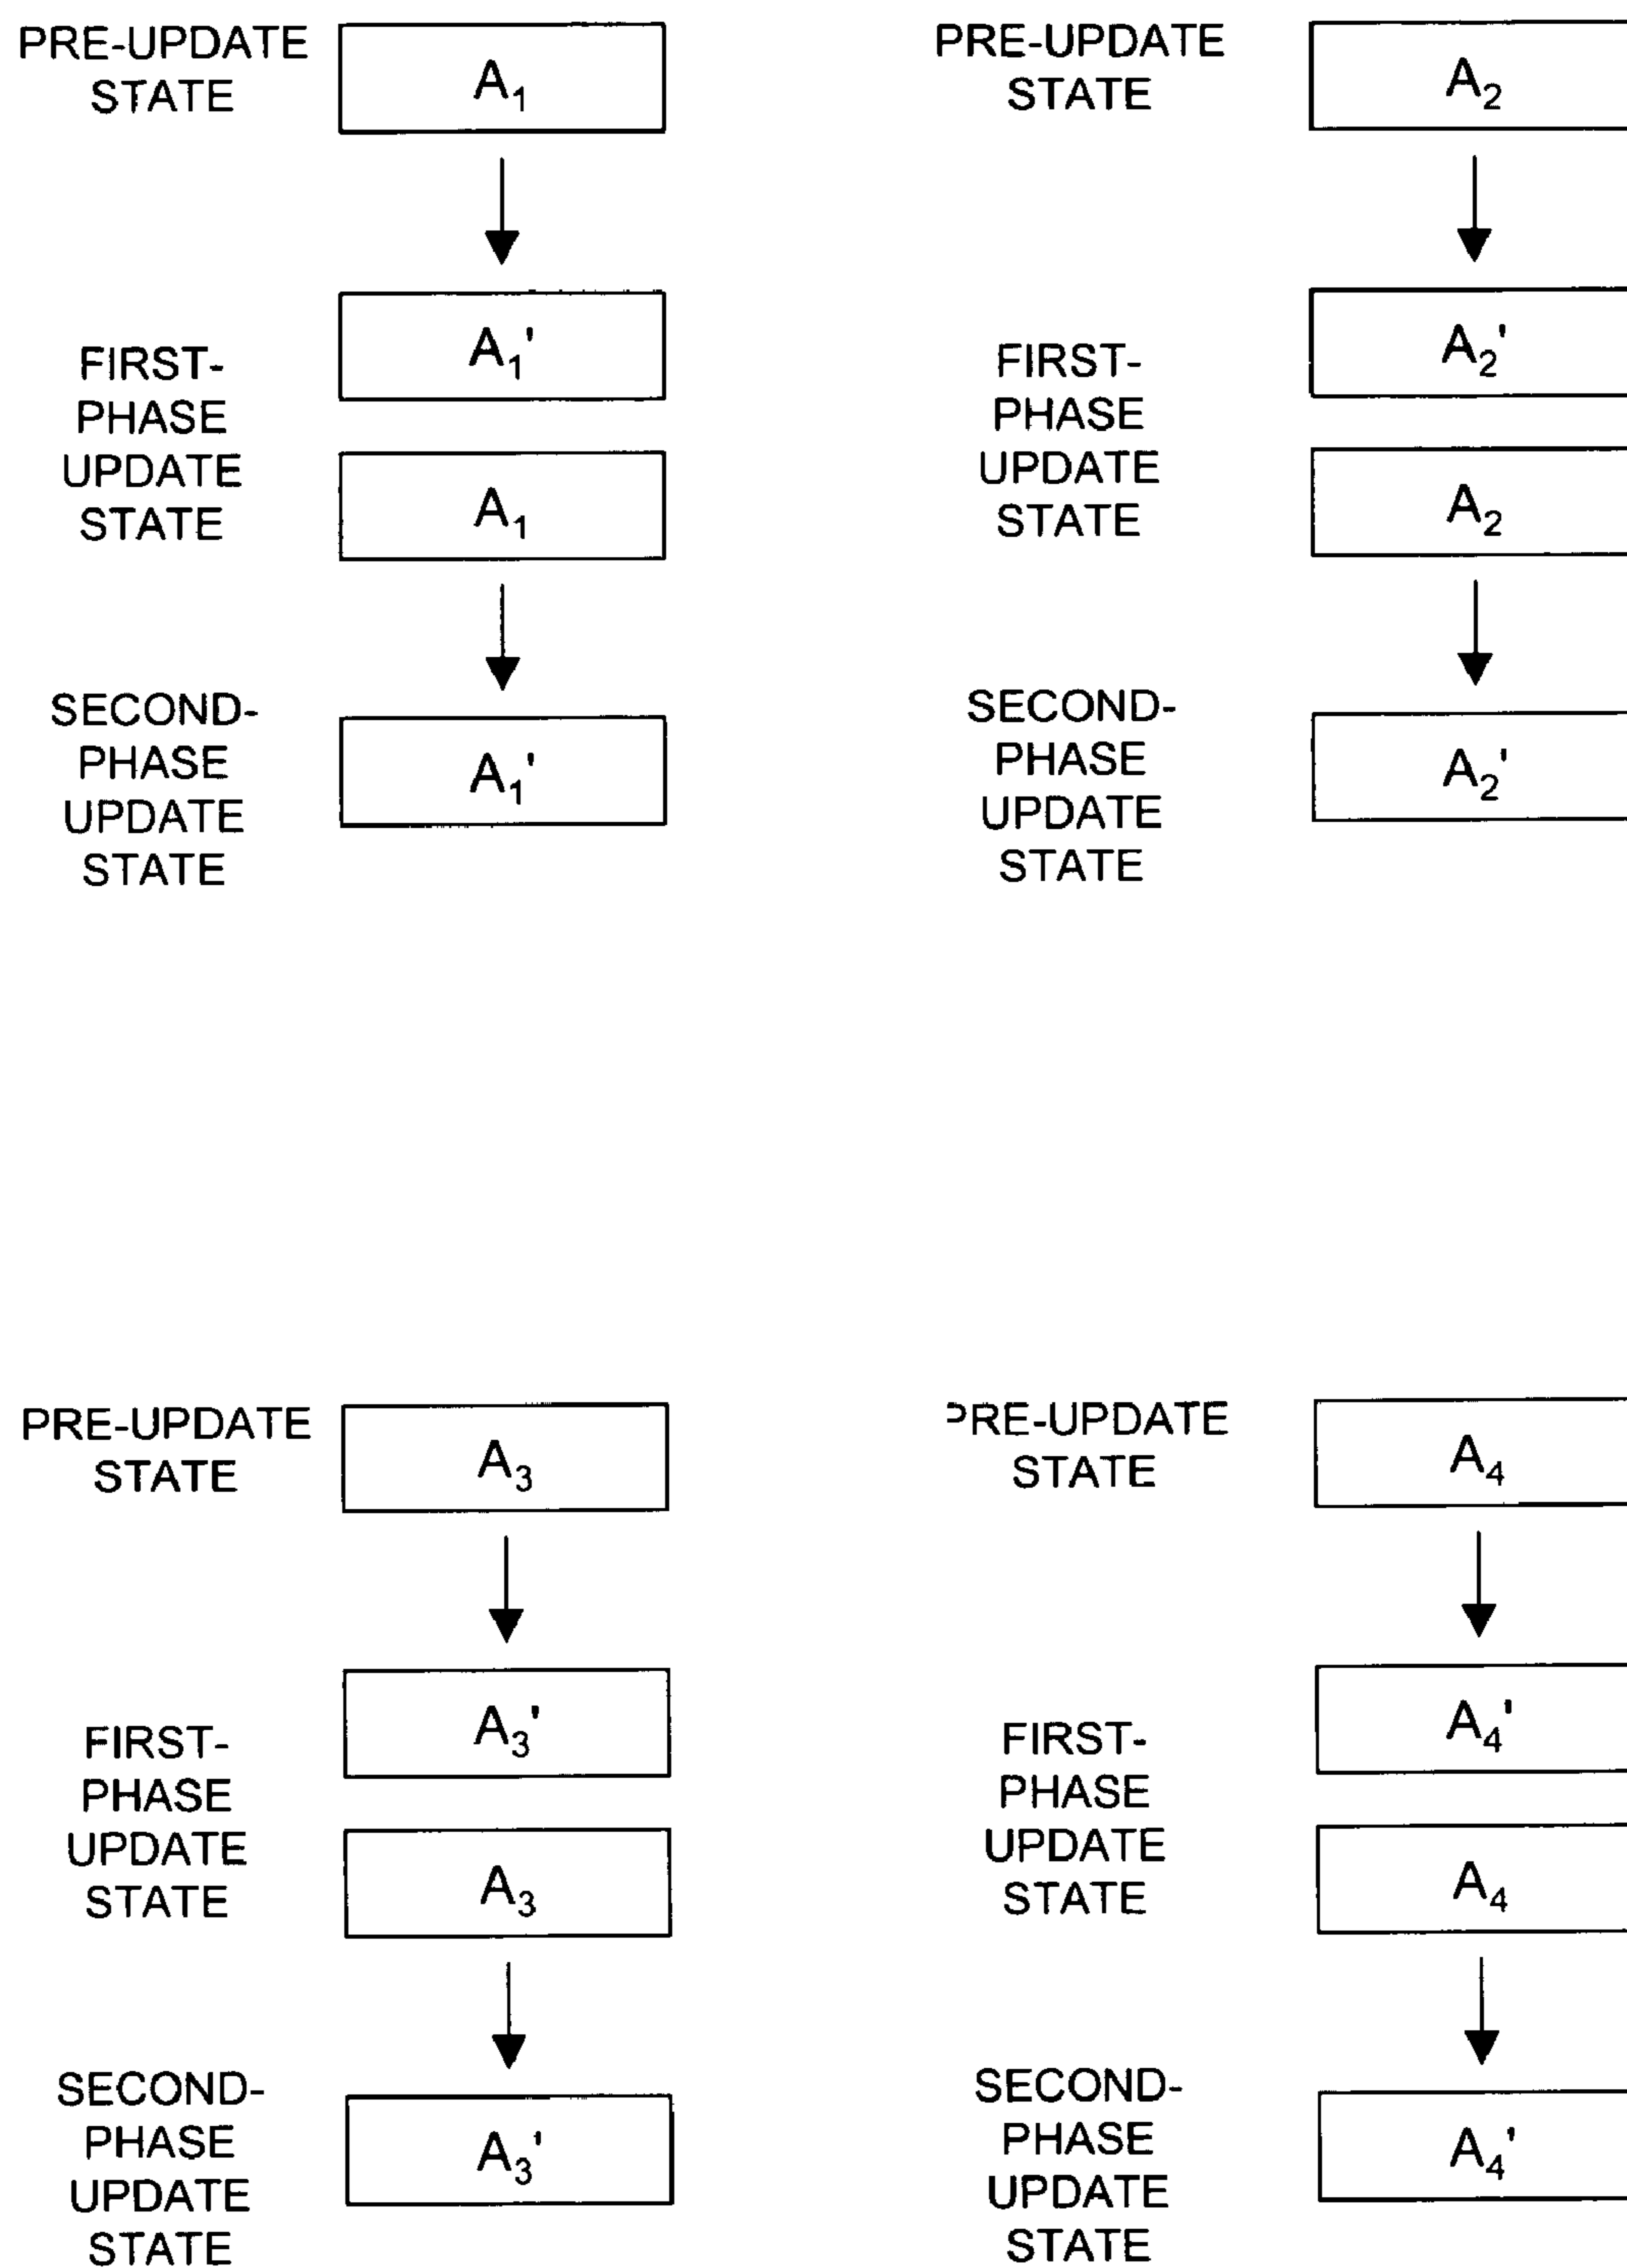 PRE-UPDATE
STATE
A₁
A₁'
FIRST-
PHASE
UPDATE
STATE
A₁
SECOND-
PHASE
UPDATE
STATE
A₁'
PRE-UPDATE
STATE
A₂
A₂'
FIRST-
PHASE
UPDATE
STATE
A₂
SECOND-
PHASE
UPDATE
STATE
A₂'
PRE-UPDATE
STATE
A₃
A₃'
FIRST-
PHASE
UPDATE
STATE
A₃
SECOND-
PHASE
UPDATE
STATE
A₃'
PRE-UPDATE
STATE
A₄
A₄'
FIRST-
PHASE
UPDATE
STATE
A₄
SECOND-
PHASE
UPDATE
STATE
A₄'